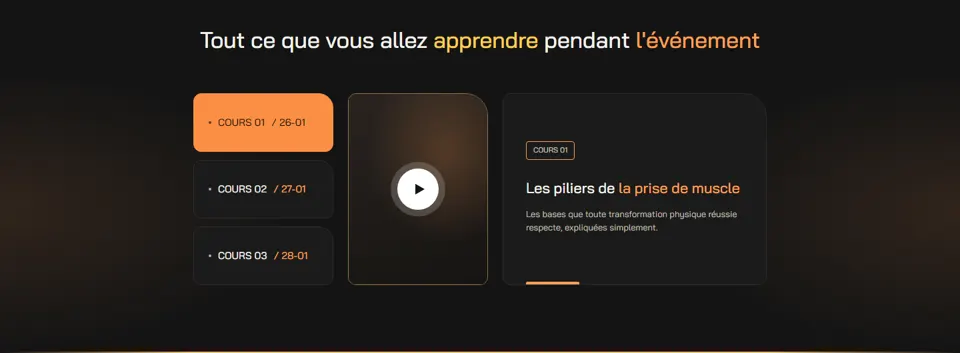 Tout ce que vous allez apprendre pendant l'événement
• COURS 01 / 26-01
• COURS 02 / 27-01
• COURS 03 / 28-01
COURS 01
Les piliers de la prise de muscle
Les bases que toute transformation physique réussie
respecte, expliquées simplement.